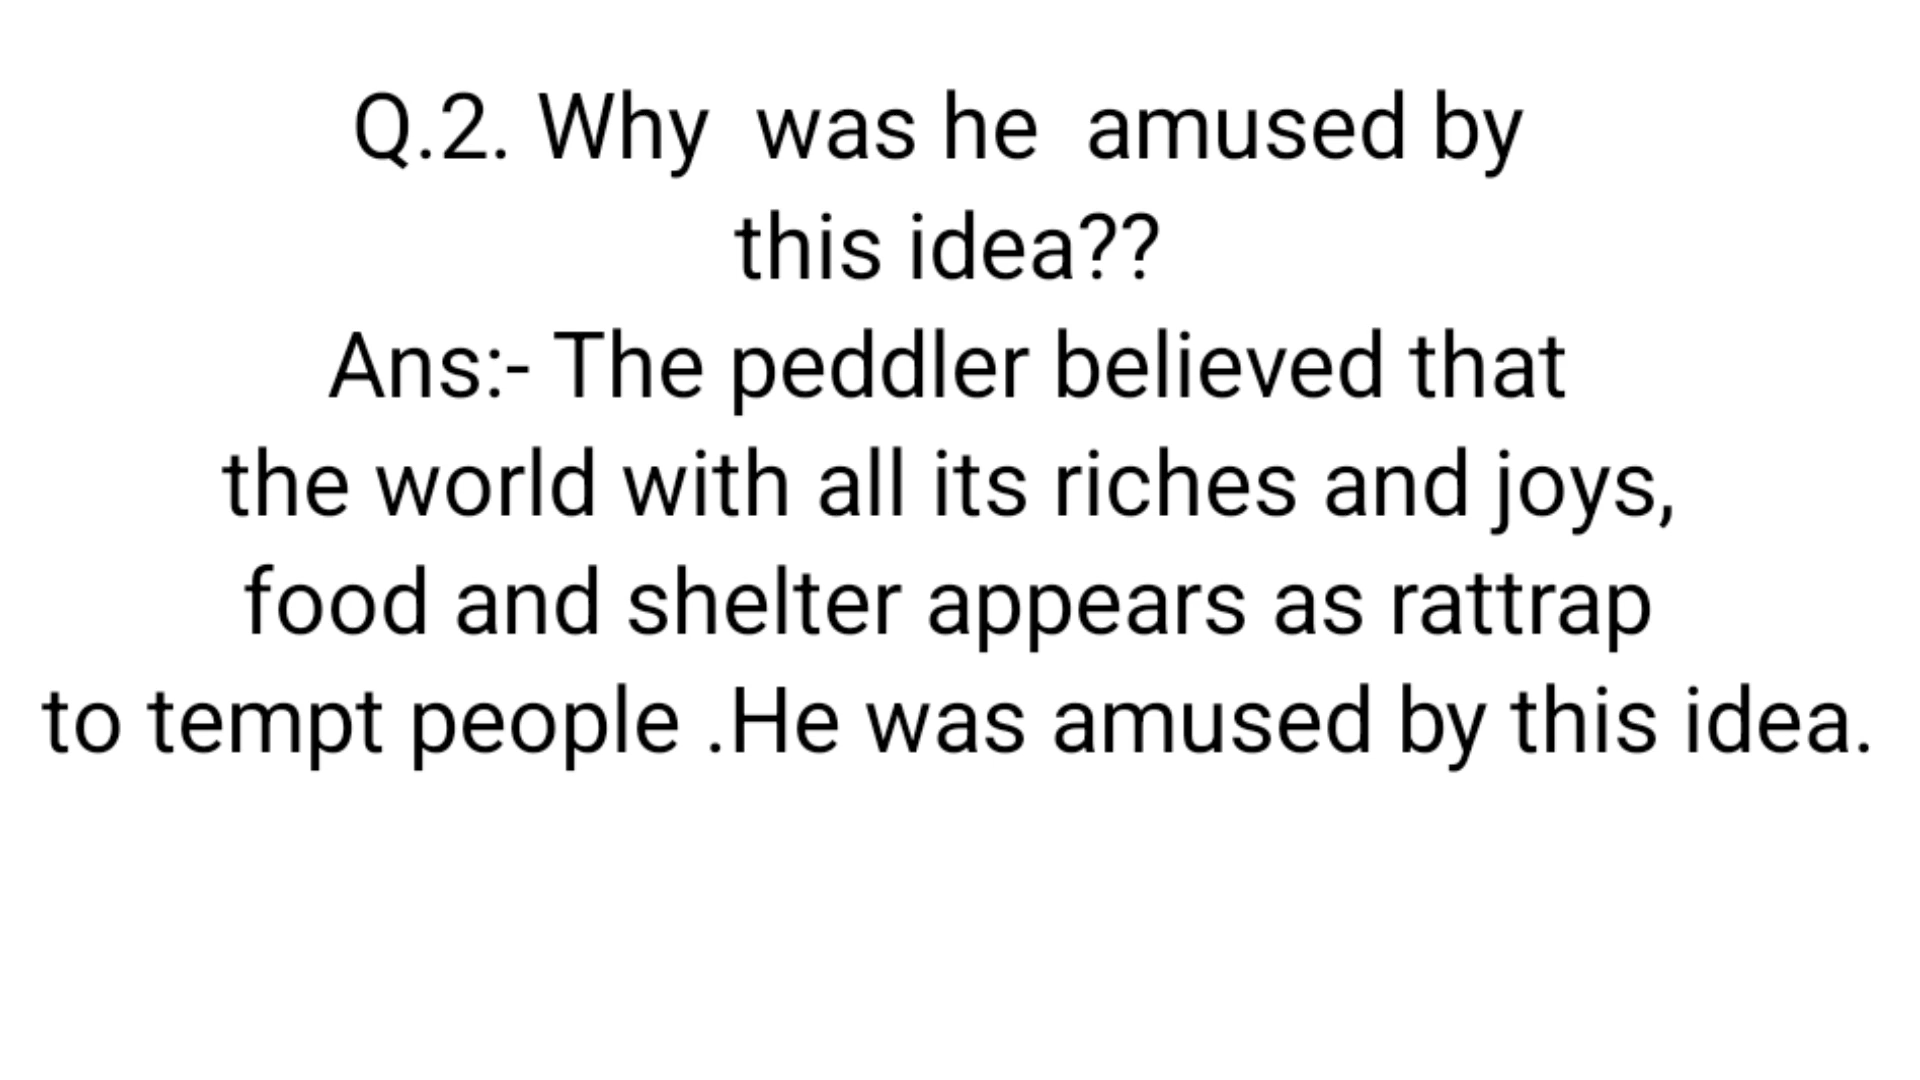 Q.2. Why  was he  amused by
this idea??
Ans:- The peddler believed that
the world with all its riches and joys,
food and shelter appears as rattrap
to tempt people .He was amused by this idea.